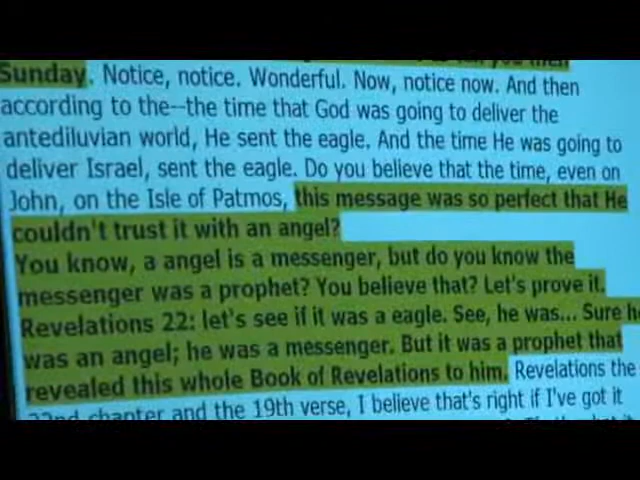 Sunday. Notice, notice. Wonderful. Now, notice now. And then
according to the--the time that God was going to deliver the
antediluvian world, He sent the eagle. And the time He was going to
deliver Israel, sent the eagle. Do you believe that the time, even on
John, on the Isle of Patmos, this message was so perfect that He
couldn't trust it with an angel?
You know, a angel is a messenger, but do you know the
messenger was a prophet? You believe that? Let's prove it.
Revelations 22: let's see if it was a eagle. See, he was... Sure he
was an angel; he was a messenger. But it was a prophet that
revealed this whole Book of Revelations to him. Revelations the
22nd chapter and the 19th verse, I believe that's right if I've got it